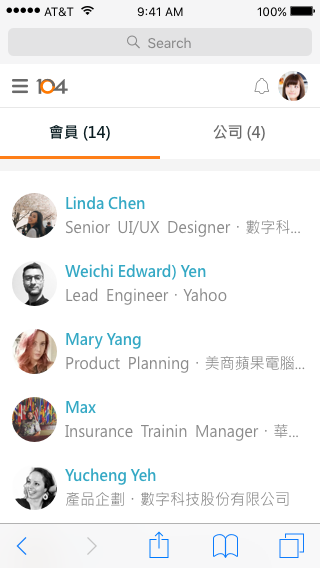 AT&T 9:41 AM 100%
Search
104
會員 (14) 公司 (4)
Linda Chen
Senior UI/UX Designer · 數字科...
Weichi Edward) Yen
Lead Engineer · Yahoo
Mary Yang
Product Planning · 美商蘋果電腦...
Max
Insurance Trainin Manager · 華...
Yucheng Yeh
產品企劃 · 數字科技股份有限公司